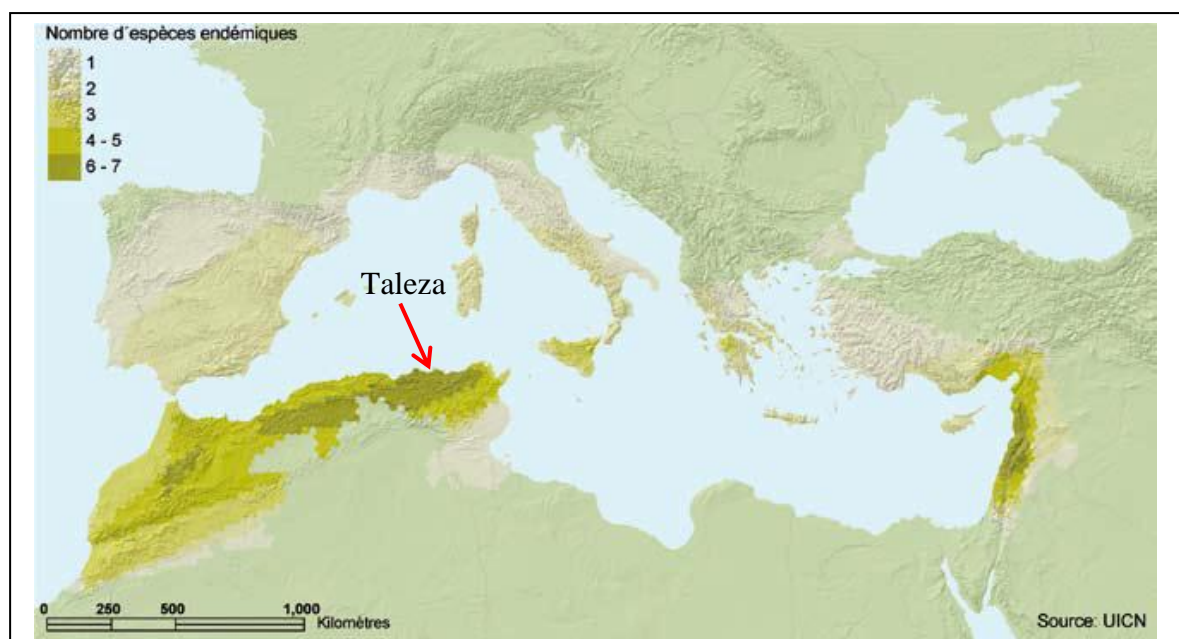 Nombre d´espèces endémiques
1
2
3
4 - 5
6 - 7
Taleza
0 250 500 1,000
Kilomètres
Source: UICN